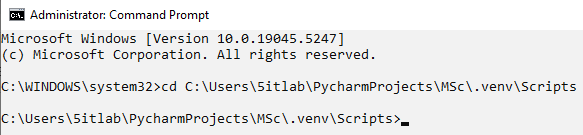 Administrator: Command Prompt
Microsoft Windows [Version 10.0.19045.5247]
(c) Microsoft Corporation. All rights reserved.
C:\WINDOWS\system32>cd C:\Users\5itlab\PycharmProjects\MSc\.venv\Scripts
C:\Users\5itlab\PycharmProjects\MSc\.venv\Scripts>